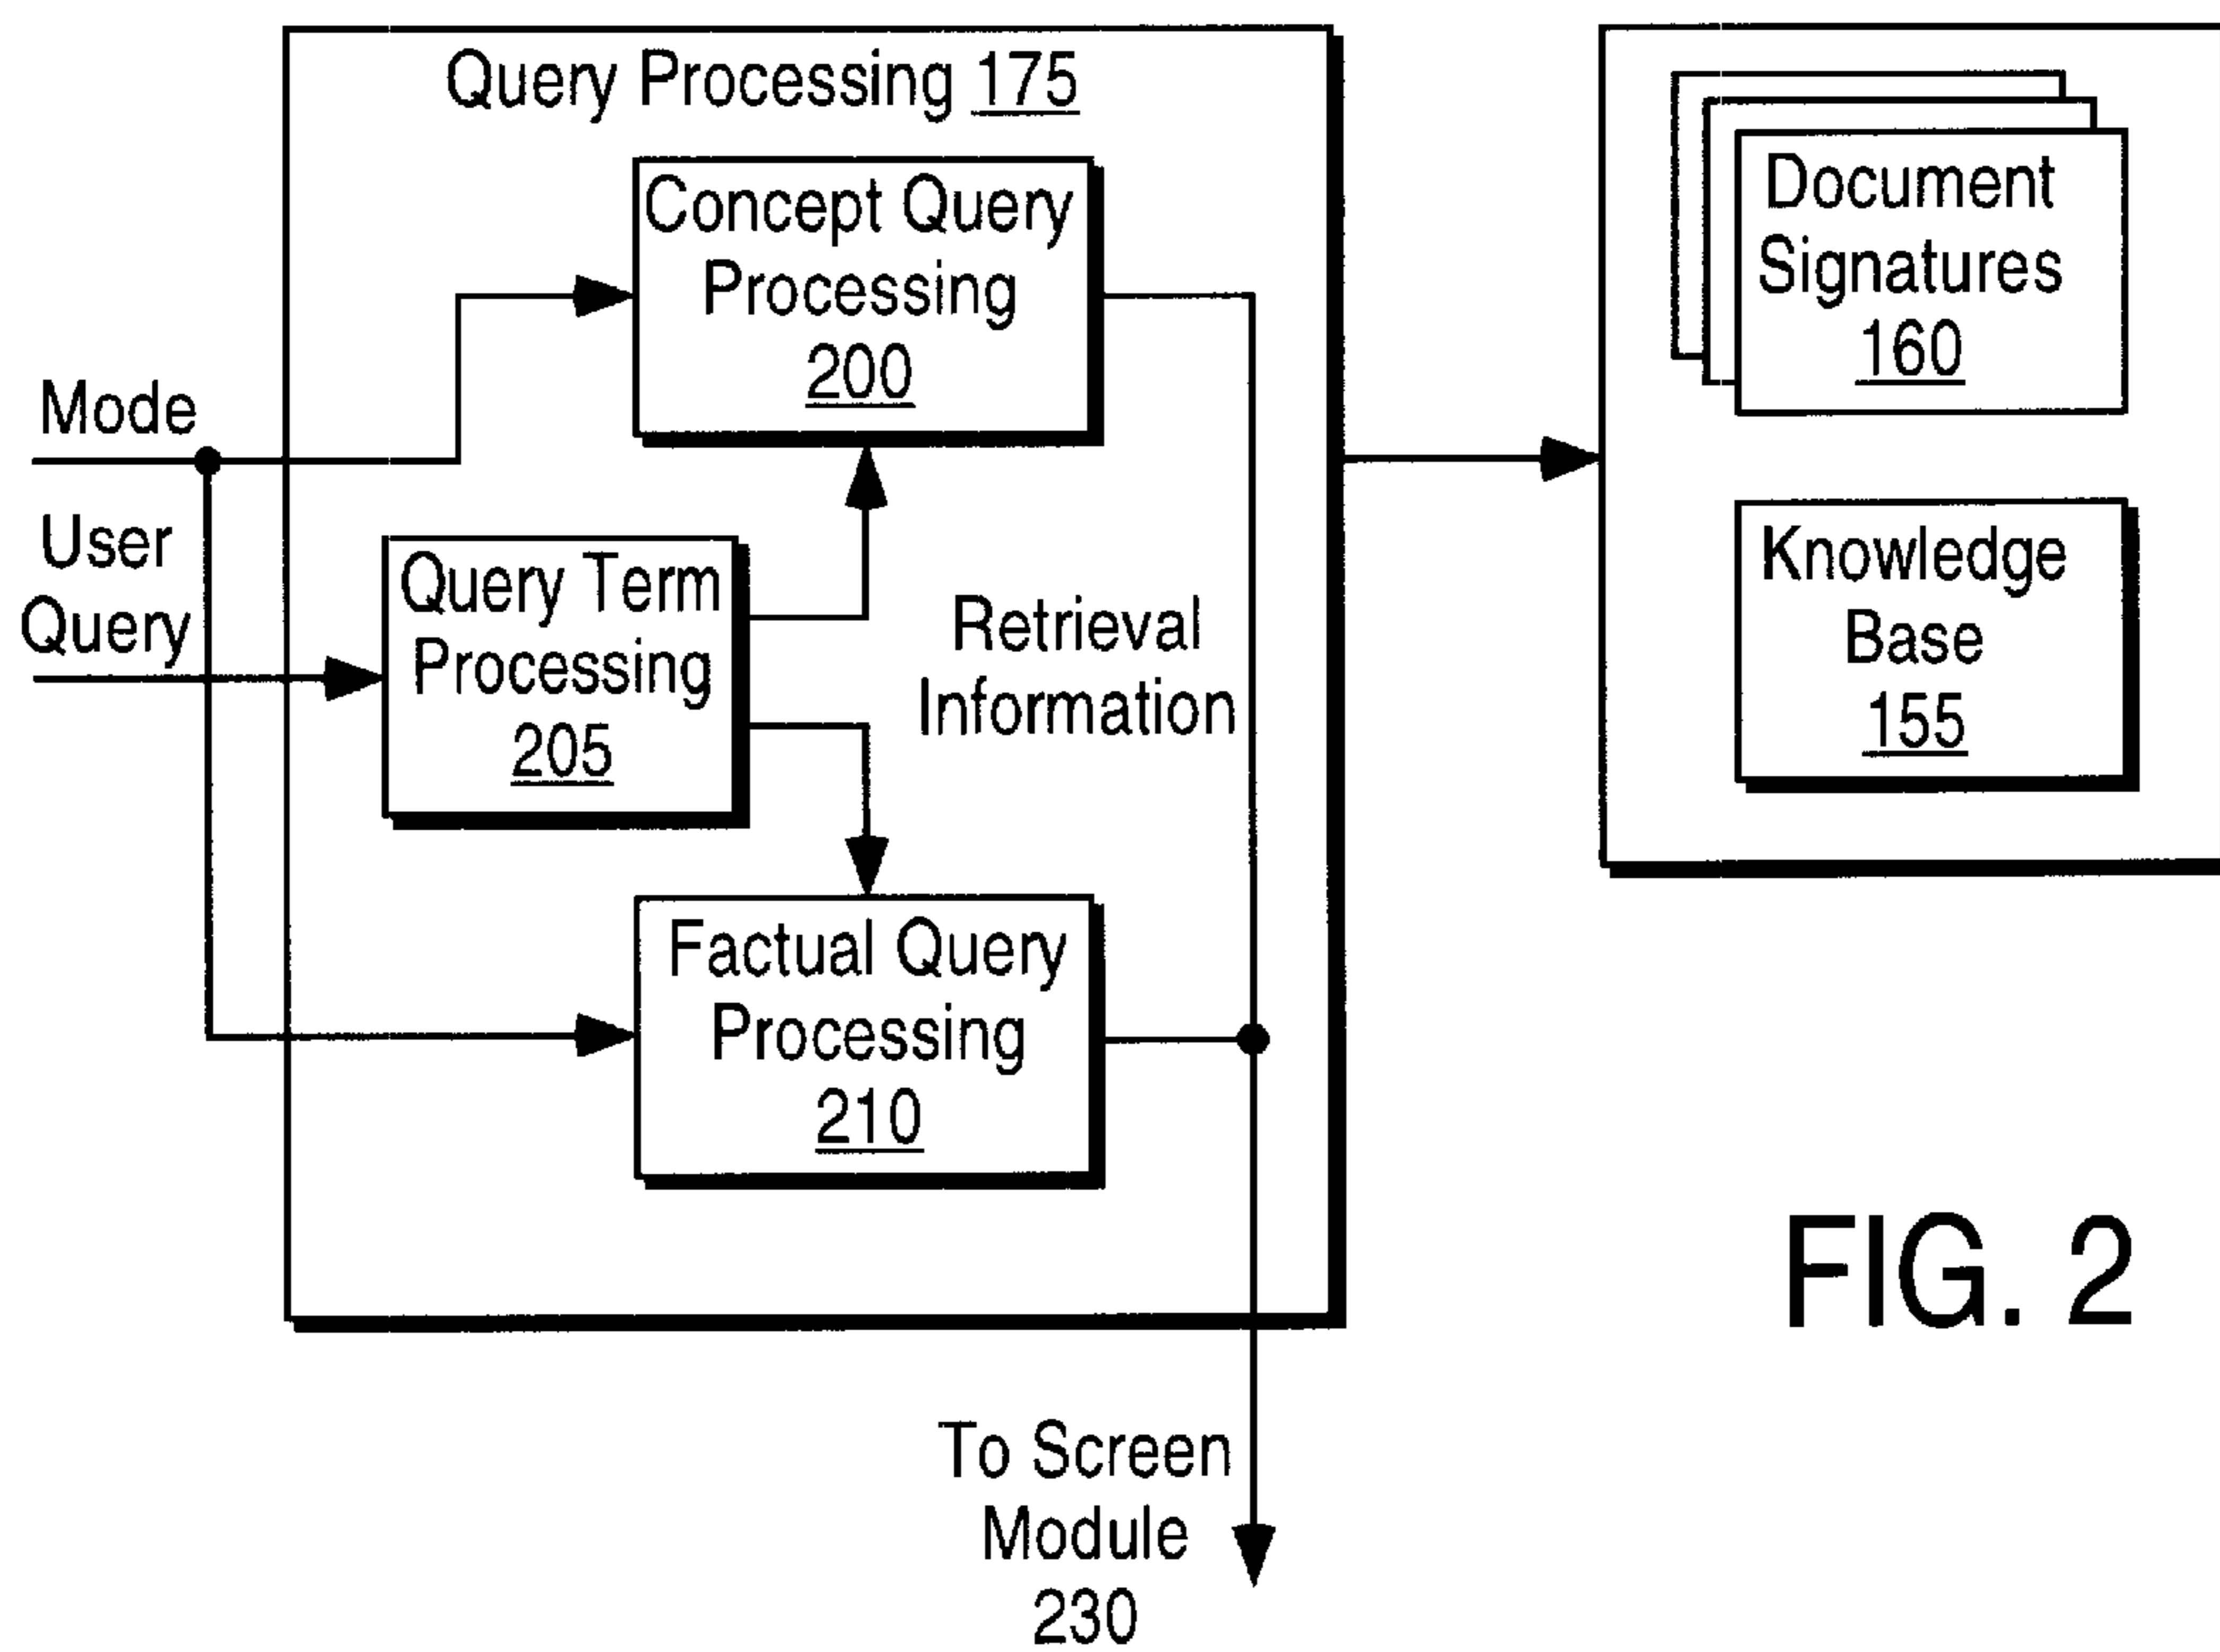 Query Processing 175
Concept Query
Processing
200
Mode
User
Query
Query Term
Processing
205
Retrieval
Information
Factual Query
Processing
210
To Screen
Module
230
Document
Signatures
160
Knowledge
Base
155
FIG. 2